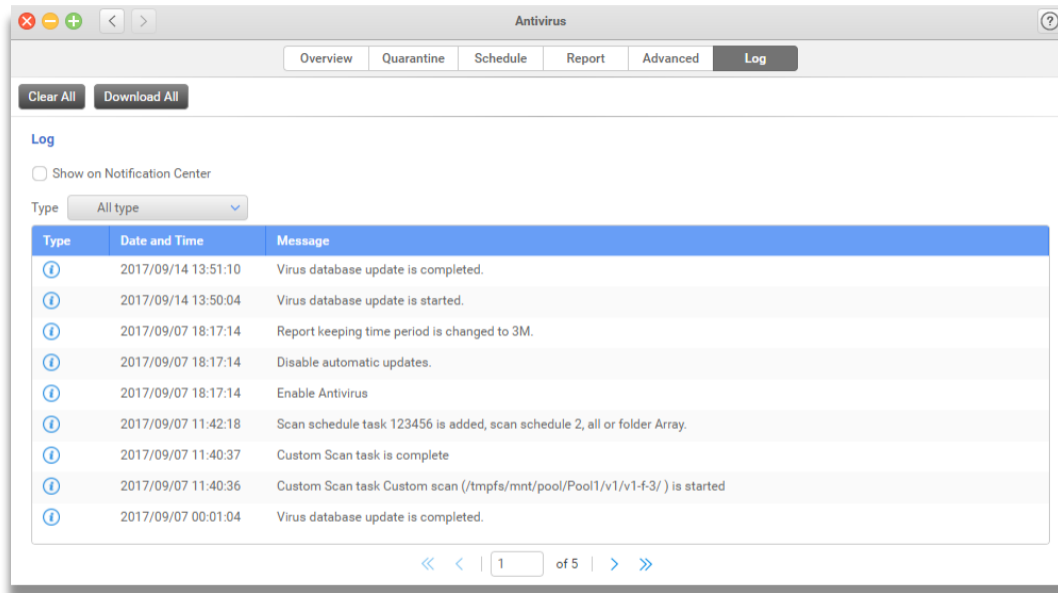 Antivirus
?
Overview Quarantine Schedule Report Advanced Log
Clear All Download All
Log
Show on Notification Center
Type All type
Type Date and Time Message
i 2017/09/14 13:51:10 Virus database update is completed.
i 2017/09/14 13:50:04 Virus database update is started.
i 2017/09/07 18:17:14 Report keeping time period is changed to 3M.
i 2017/09/07 18:17:14 Disable automatic updates.
i 2017/09/07 18:17:14 Enable Antivirus
i 2017/09/07 11:42:18 Scan schedule task 123456 is added, scan schedule 2, all or folder Array.
i 2017/09/07 11:40:37 Custom Scan task is complete
i 2017/09/07 11:40:36 Custom Scan task Custom scan (/tmpfs/mnt/pool/Pool1/v1/v1-f-3/ ) is started
i 2017/09/07 00:01:04 Virus database update is completed.
1 of 5